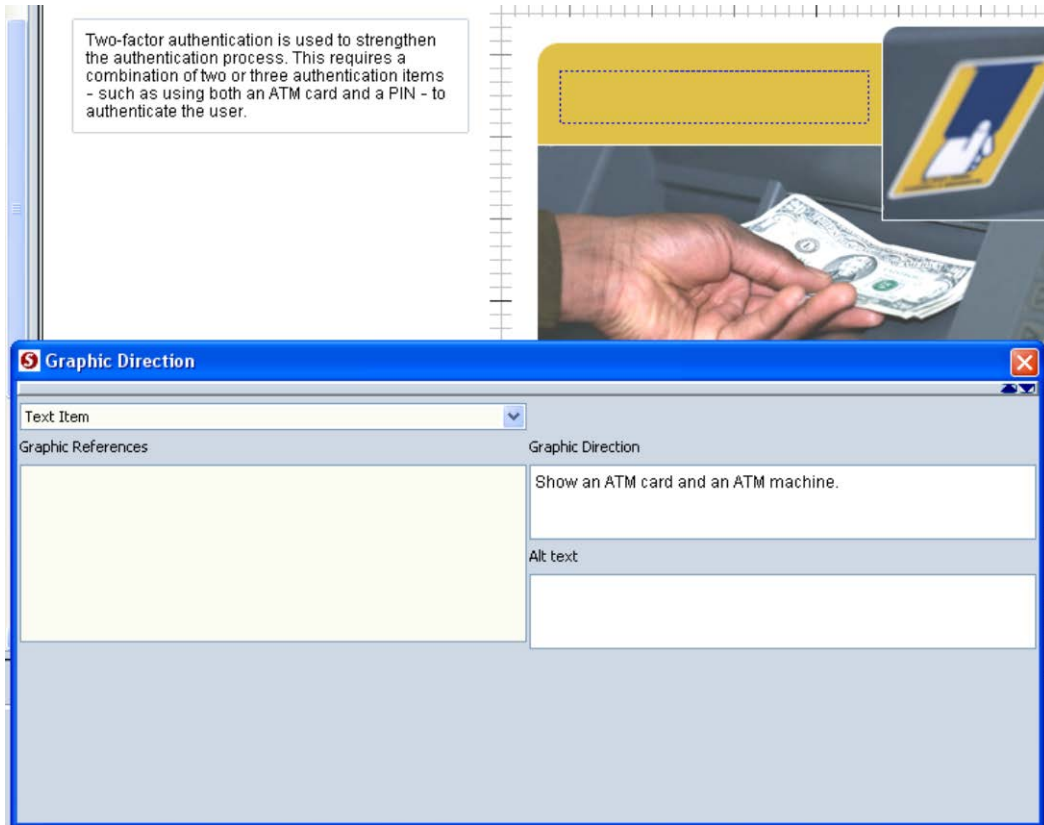 Two-factor authentication is used to strengthen
the authentication process. This requires a
combination of two or three authentication items
- such as using both an ATM card and a PIN - to
authenticate the user.
Graphic Direction
Text Item
Graphic References
Graphic Direction
Show an ATM card and an ATM machine.
Alt text